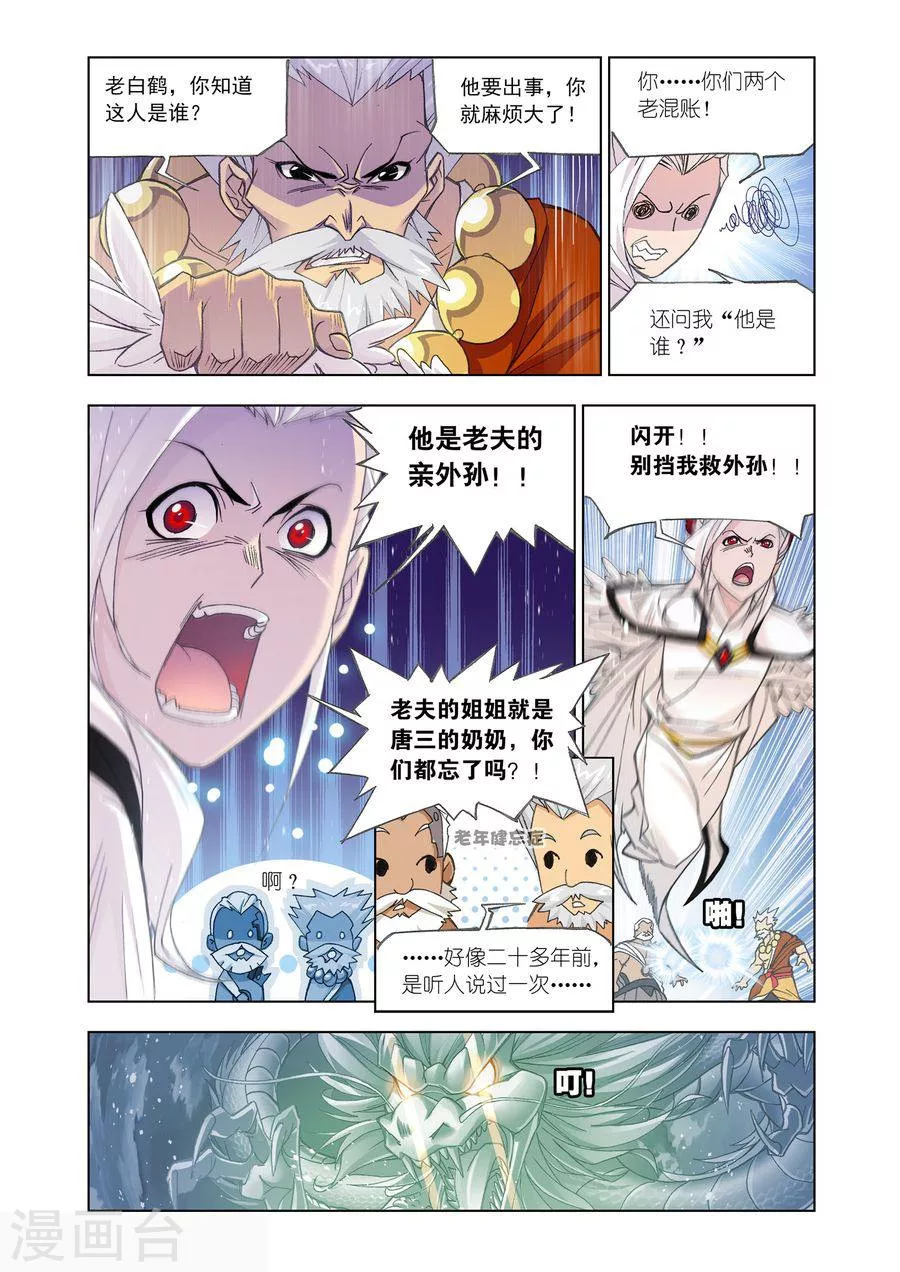 老白鹤，你知道
这人是谁？
他要出事，你
就麻烦大了！
你……你们两个
老混账！
还问我“他是
谁？”
他是老夫的
亲外孙！！
闪开！！
别挡我救外孙！！
老夫的姐姐就是
唐三的奶奶，你
们都忘了吗？！
老年健忘症
啊？
……好像二十多年前，
是听人说过一次……
啪！
叮！
漫画台